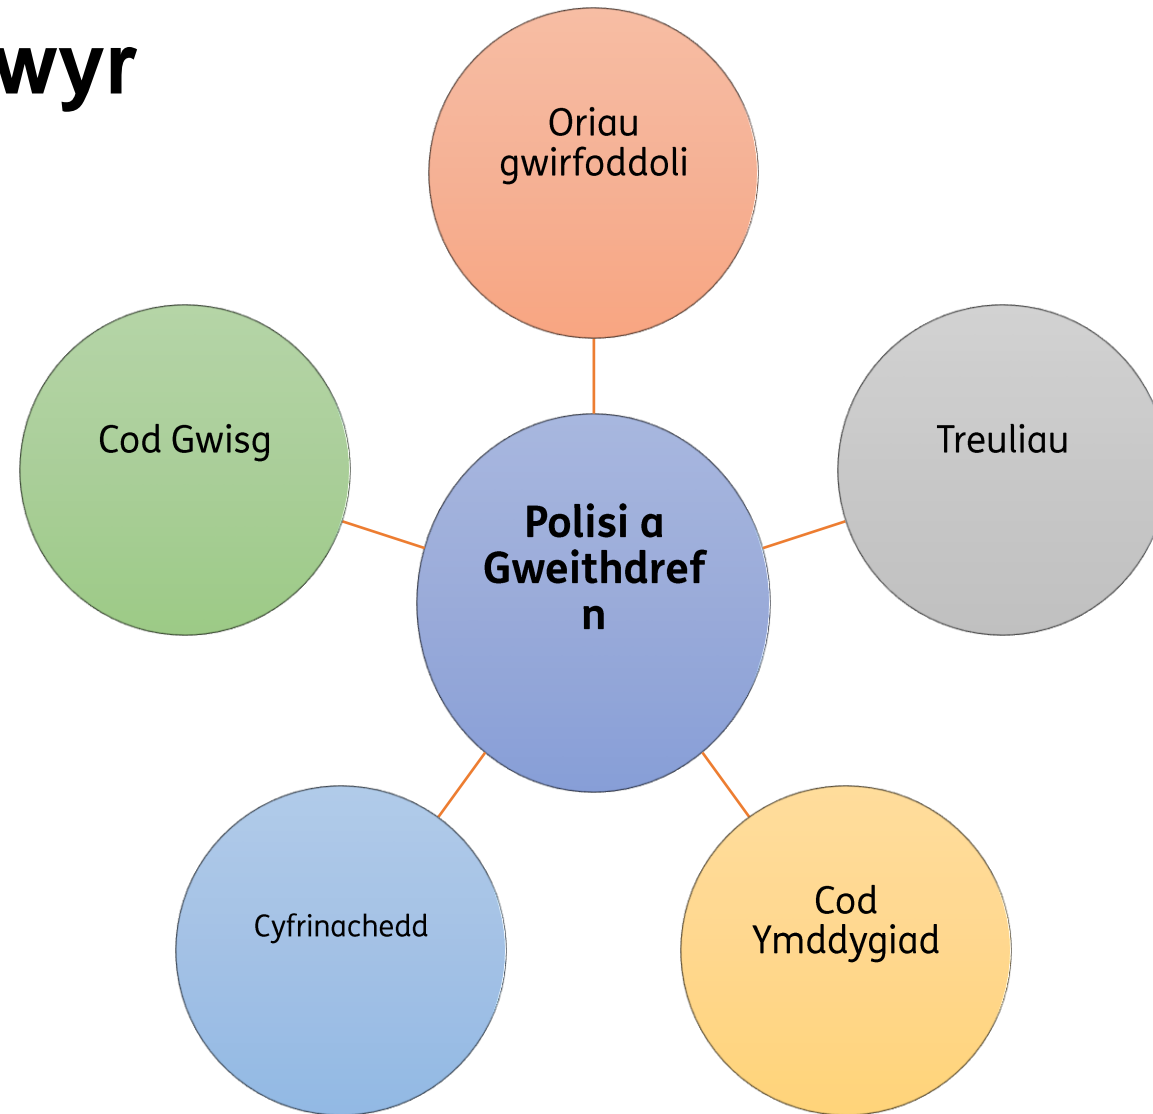 wyr
Oriau
gwirfoddoli
Cod Gwisg
Treuliau
Polisi a
Gweithdref
n
Cyfrinachedd
Cod
Ymddygiad